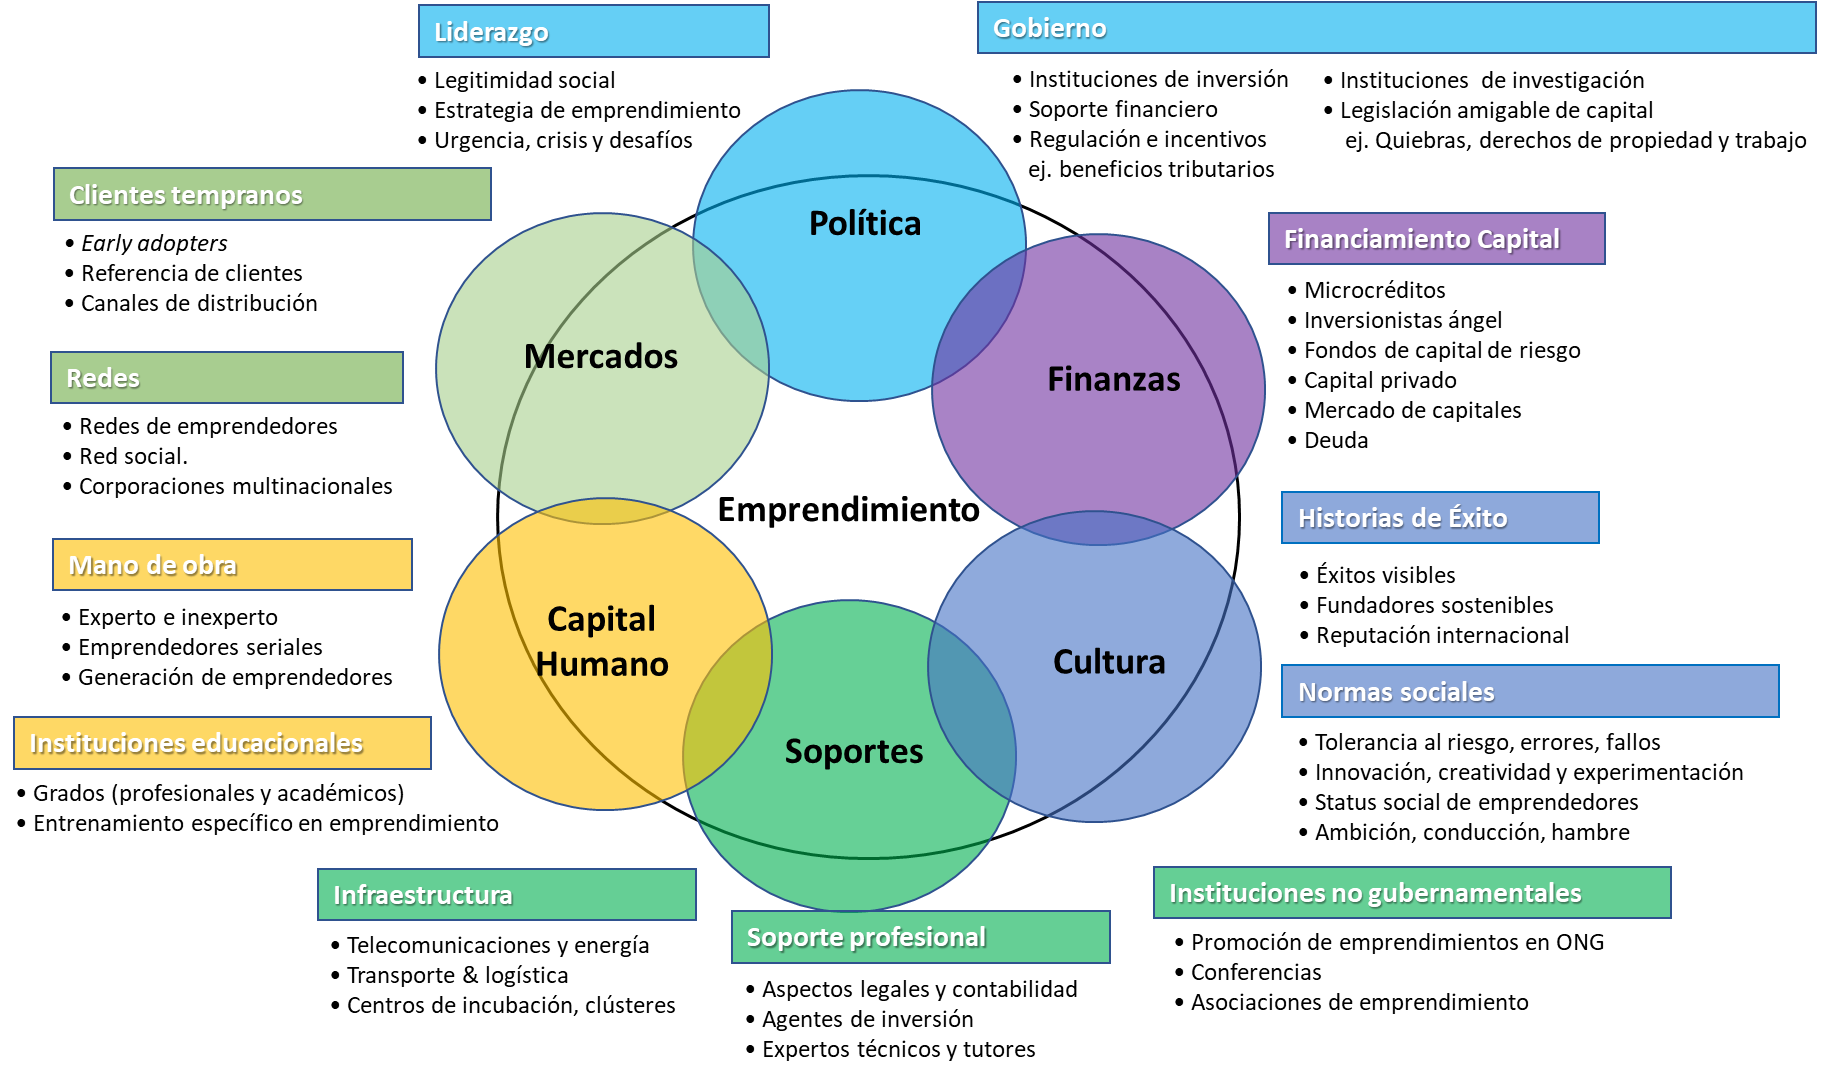 Liderazgo
• Legitimidad social
• Estrategia de emprendimiento
• Urgencia, crisis y desafíos
Gobierno
• Instituciones de inversión
• Soporte financiero
• Regulación e incentivos
ej. beneficios tributarios
• Instituciones  de investigación
• Legislación amigable de capital
ej. Quiebras, derechos de propiedad y trabajo
Clientes tempranos
• Early adopters
• Referencia de clientes
• Canales de distribución
Redes
• Redes de emprendedores
• Red social.
• Corporaciones multinacionales
Mano de obra
• Experto e inexperto
• Emprendedores seriales
• Generación de emprendedores
Instituciones educacionales
• Grados (profesionales y académicos)
• Entrenamiento específico en emprendimiento
Política
Mercados
Finanzas
Emprendimiento
Capital
Humano
Cultura
Soportes
Financiamiento Capital
• Microcréditos
• Inversionistas ángel
• Fondos de capital de riesgo
• Capital privado
• Mercado de capitales
• Deuda
Historias de Éxito
• Éxitos visibles
• Fundadores sostenibles
• Reputación internacional
Normas sociales
• Tolerancia al riesgo, errores, fallos
• Innovación, creatividad y experimentación
• Status social de emprendedores
• Ambición, conducción, hambre
Infraestructura
• Telecomunicaciones y energía
• Transporte & logística
• Centros de incubación, clústeres
Soporte profesional
• Aspectos legales y contabilidad
• Agentes de inversión
• Expertos técnicos y tutores
Instituciones no gubernamentales
• Promoción de emprendimientos en ONG
• Conferencias
• Asociaciones de emprendimiento